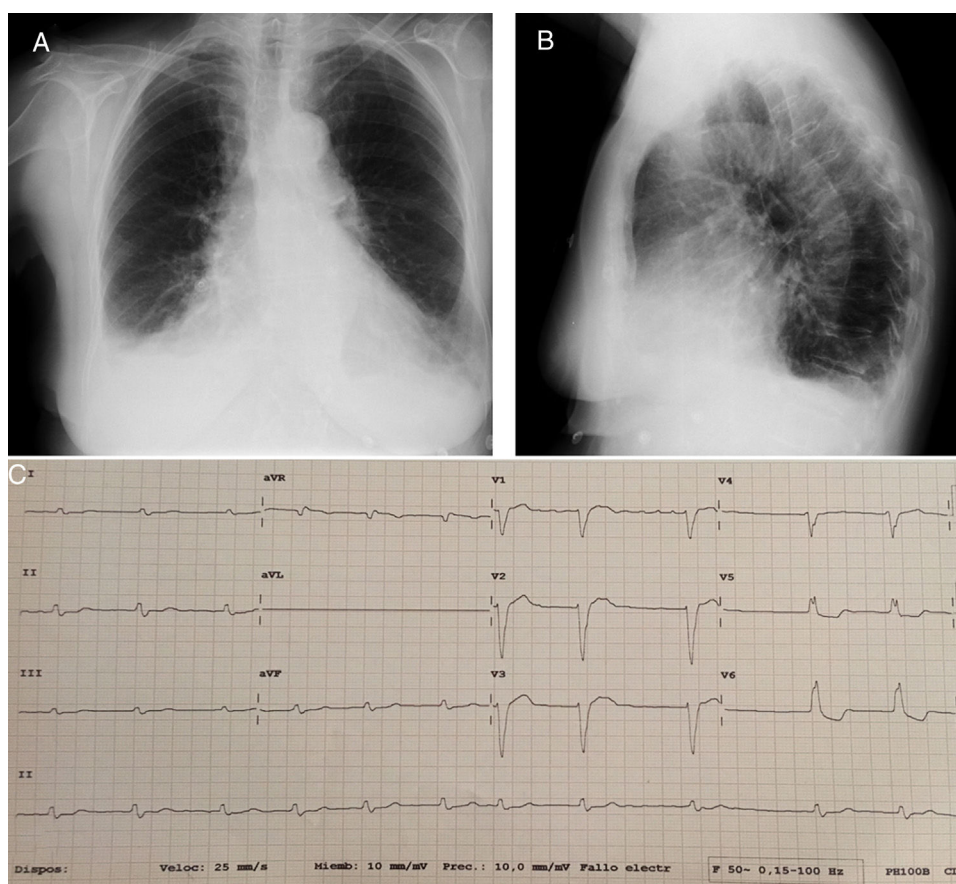 A
B
C
I
aVR
V1
V4
II
aVL
V2
V5
III
aVF
V3
V6
II
Dispos:
Veloc: 25 mm/s
Miemb: 10 mm/mV
Prec.: 10,0 mm/mV
Fallo electr
F 50~ 0,15-100 Hz
PH100B